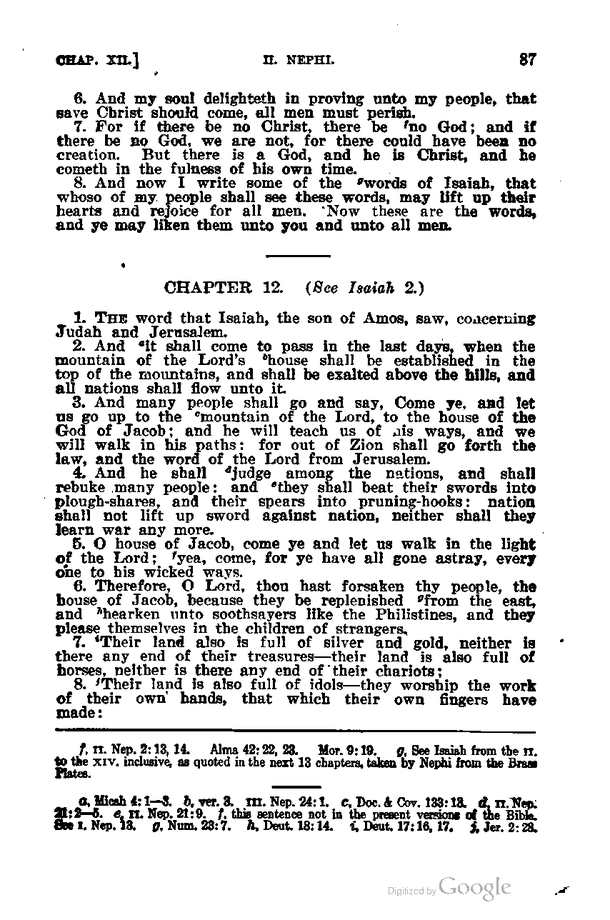 CHAP. XII.] II. NEPHI. 87
6. And my soul delighteth in proving unto my people, that
save Christ should come, all men must perish.
7. For if there be no Christ, there be fno God; and if
there be no God, we are not, for there could have been no
creation. But there is a God, and he is Christ, and he
cometh in the fulness of his own time.
8. And now I write some of the gwords of Isaiah, that
whoso of my people shall see these words, may lift up their
hearts and rejoice for all men. Now these are the words,
and ye may liken them unto you and unto all men.
CHAPTER 12. (See Isaiah 2.)
1. THE word that Isaiah, the son of Amos, saw, concerning
Judah and Jerusalem.
2. And ait shall come to pass in the last days, when the
mountain of the Lord's bhouse shall be established in the
top of the mountains, and shall be exalted above the hills, and
all nations shall flow unto it.
3. And many people shall go and say, Come ye, and let
us go up to the cmountain of the Lord, to the house of the
God of Jacob; and he will teach us of his ways, and we
will walk in his paths: for out of Zion shall go forth the
law, and the word of the Lord from Jerusalem.
4. And he shall djudge among the nations, and shall
rebuke many people: and ethey shall beat their swords into
plough-shares, and their spears into pruning-hooks: nation
shall not lift up sword against nation, neither shall they
learn war any more.
5. O house of Jacob, come ye and let us walk in the light
of the Lord; fyea, come, for ye have all gone astray, every
one to his wicked ways.
6. Therefore, O Lord, thou hast forsaken thy people, the
house of Jacob, because they be replenished gfrom the east,
and hhearken unto soothsayers like the Philistines, and they
please themselves in the children of strangers.
7. iTheir land also is full of silver and gold, neither is
there any end of their treasures—their land is also full of
horses, neither is there any end of their chariots;
8. jTheir land is also full of idols—they worship the work
of their own hands, that which their own fingers have
made:
f, II. Nep. 2:13, 14. Alma 42:22, 23. Mor. 9:19. g, See Isaiah from the II.
to the XIV. inclusive, as quoted in the next 13 chapters, taken by Nephi from the Brass
Plates.
a, Micah 4:1—3. b, ver. 3. III. Nep. 24:1. c, Doc. & Cov. 133:13. d, II. Nep.
21:2—5. e, II. Nep. 21:9. f, this sentence not in the present versions of the Bible.
See I. Nep. 13. g, Num. 23:7. h, Deut. 18:14. i, Deut. 17:16, 17. j, Jer. 2:28.
Digitized by Google